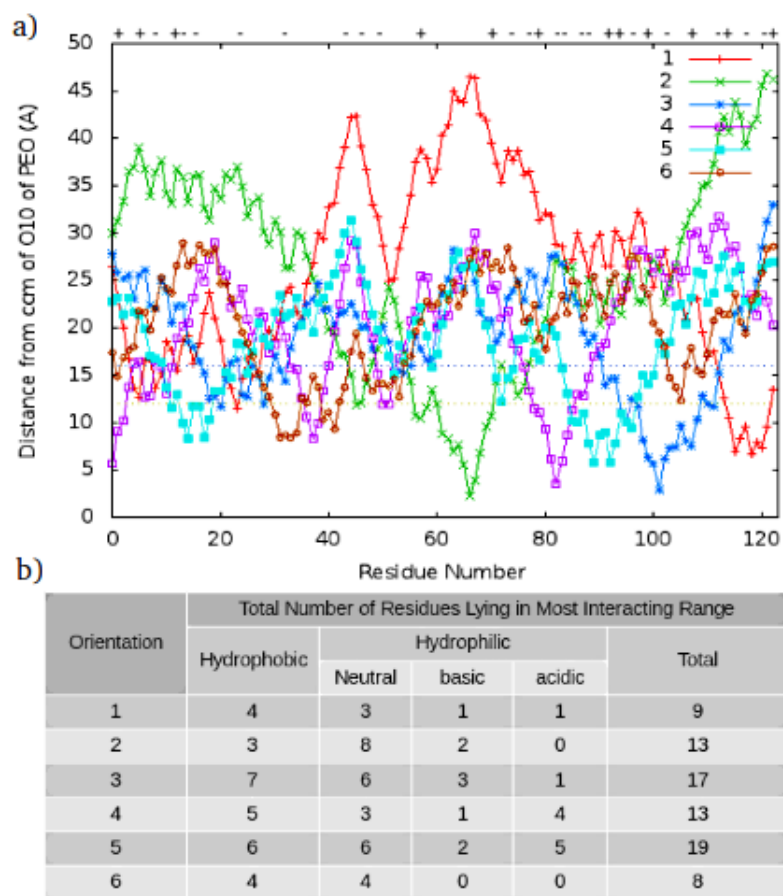 a)
+ + - + - - - - - - - + + - + - - - - + + - + - + - + - - +
Distance from ccm of O10 of PEO (A)
50
45
40
35
30
25
20
15
10
5
0
1
2
3
4
5
6
0 20 40 60 80 100 120
Residue Number
b)
Orientation
Total Number of Residues Lying in Most Interacting Range
Hydrophobic Hydrophilic Total
Neutral basic acidic
1 4 3 1 1 9
2 3 8 2 0 13
3 7 6 3 1 17
4 5 3 1 4 13
5 6 6 2 5 19
6 4 4 0 0 8